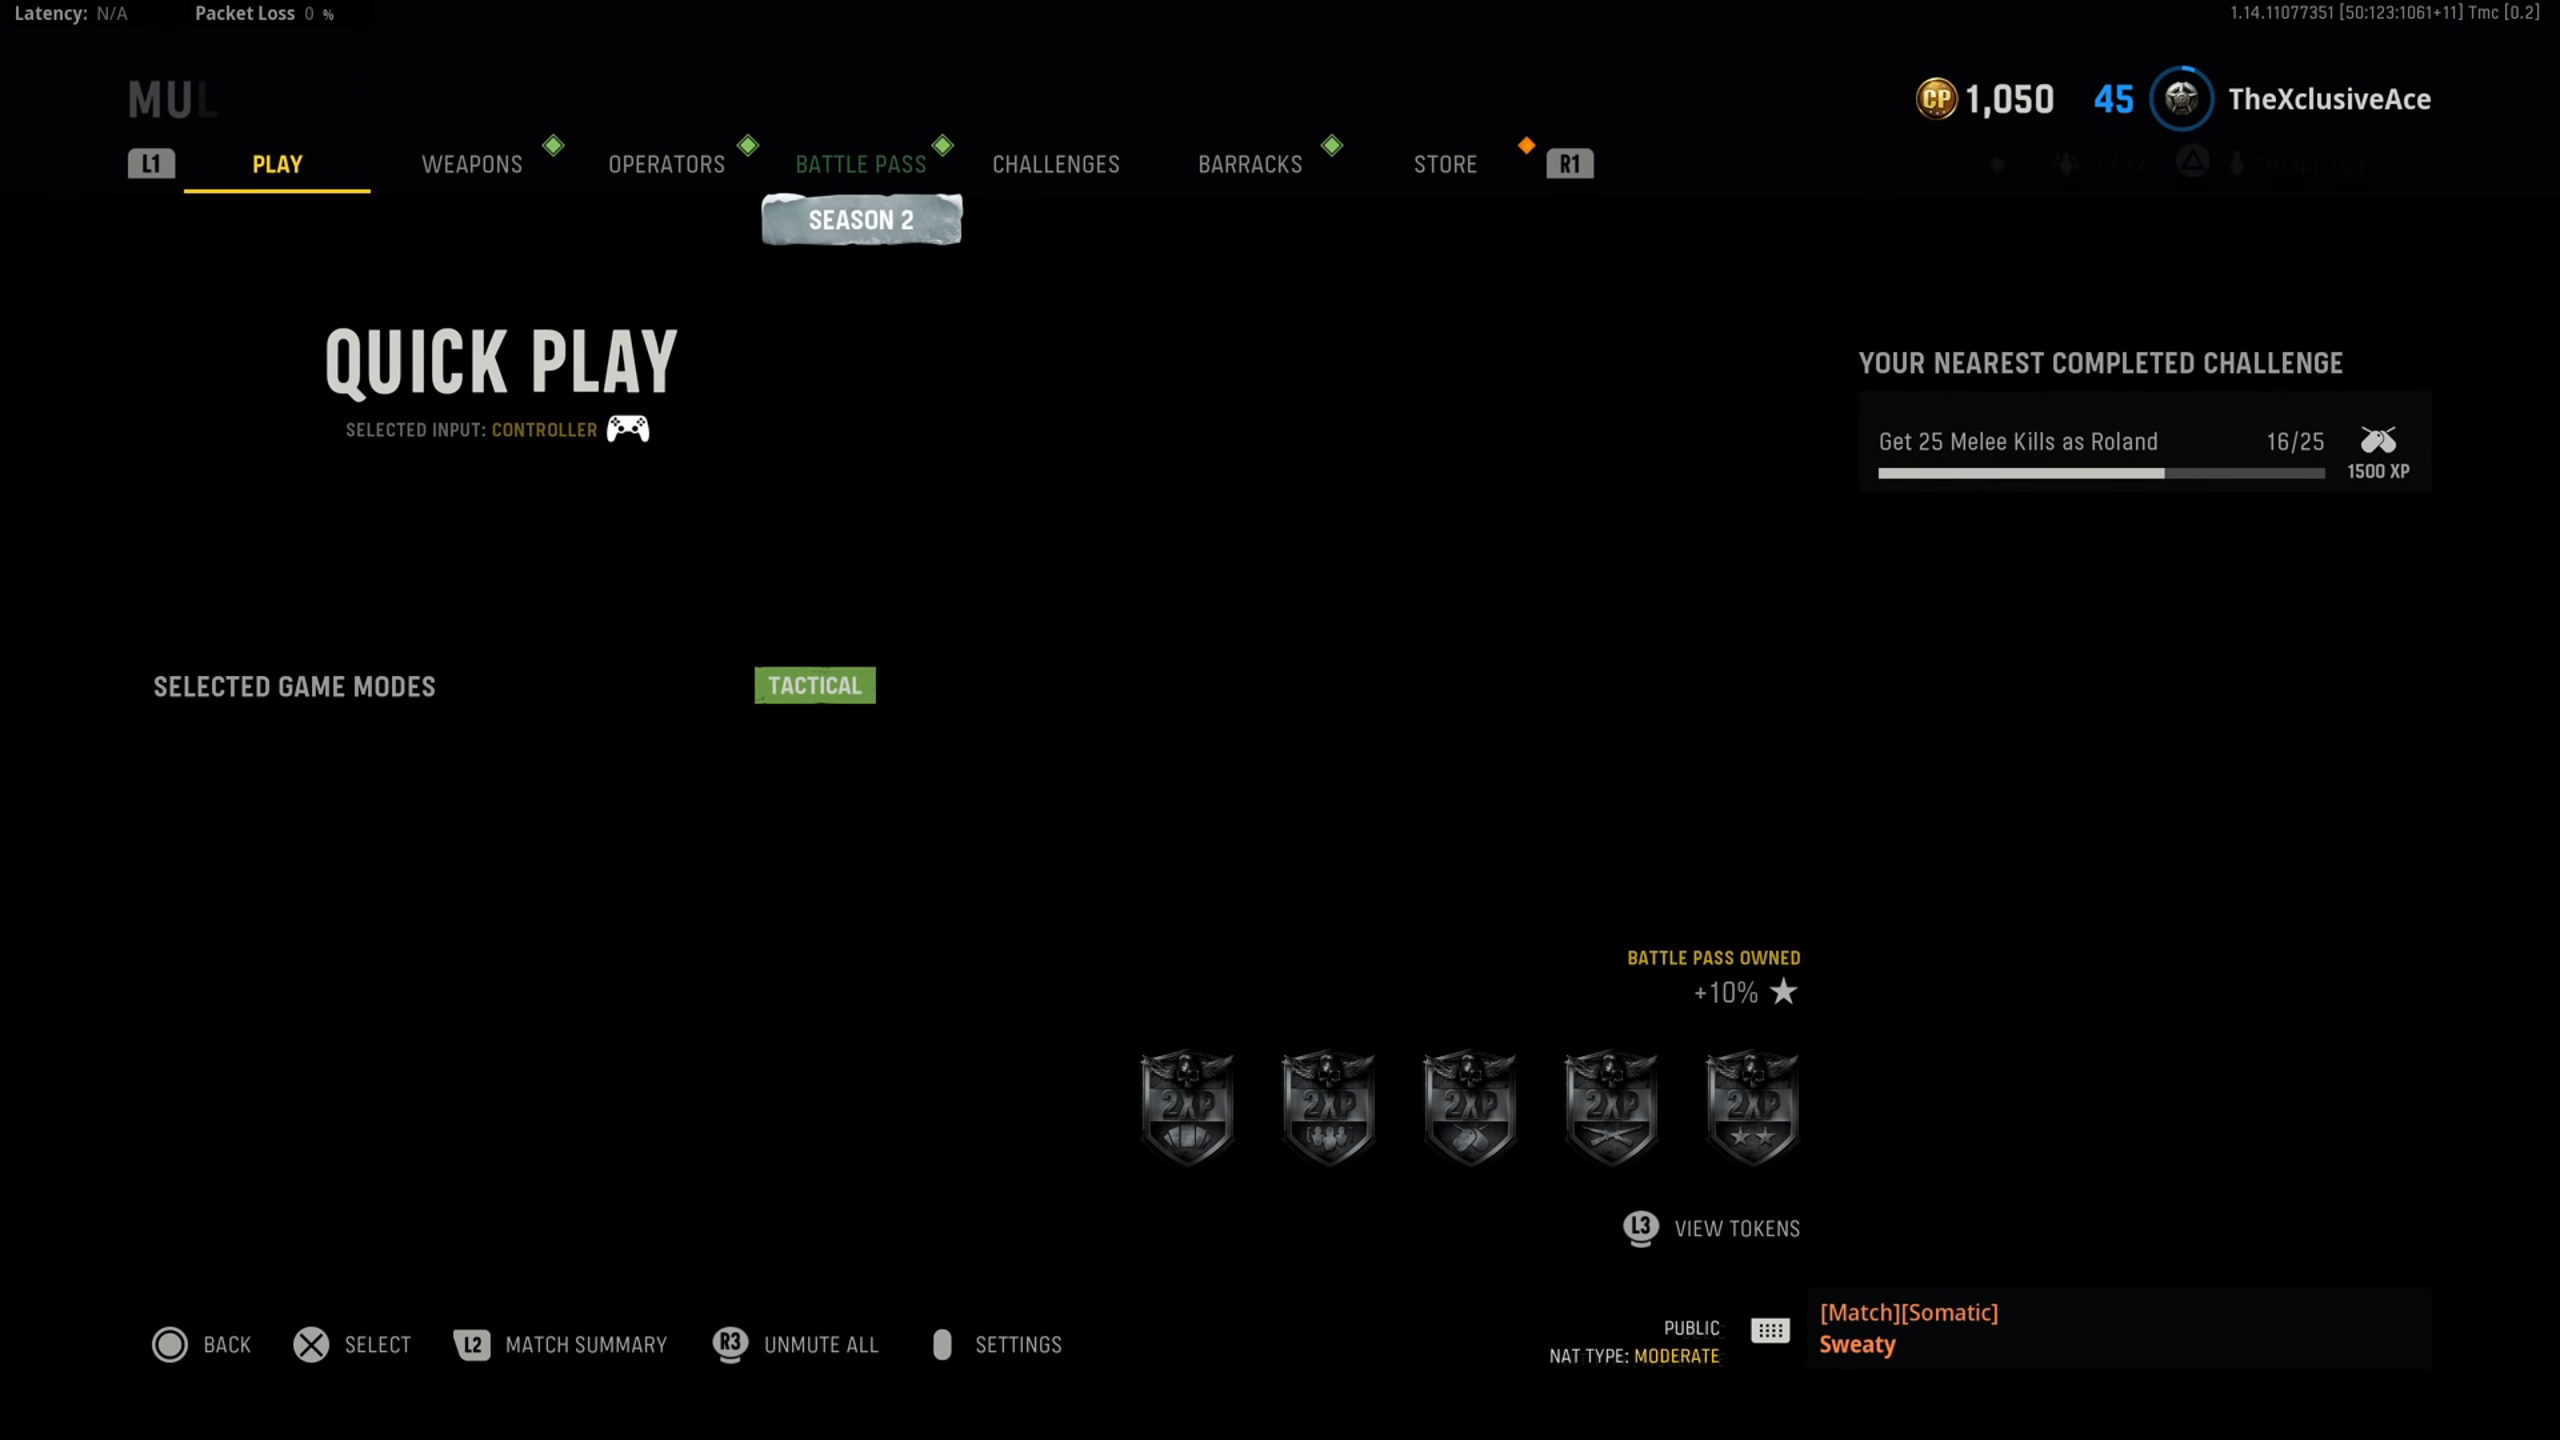 Latency: N/A Packet Loss 0 %
1.14.11077351 [50:123:1061+11] Tmc [0.2]
MUL
CP 1,050 45 TheXclusiveAce
L1 PLAY WEAPONS OPERATORS BATTLE PASS CHALLENGES BARRACKS STORE R1
SEASON 2
QUICK PLAY
SELECTED INPUT: CONTROLLER
YOUR NEAREST COMPLETED CHALLENGE
Get 25 Melee Kills as Roland 16/25
1500 XP
SELECTED GAME MODES TACTICAL
BATTLE PASS OWNED
+10%
2XP 2XP 2XP 2XP 2XP
L3 VIEW TOKENS
BACK SELECT L2 MATCH SUMMARY R3 UNMUTE ALL SETTINGS
PUBLIC
NAT TYPE: MODERATE
[Match][Somatic]
Sweaty